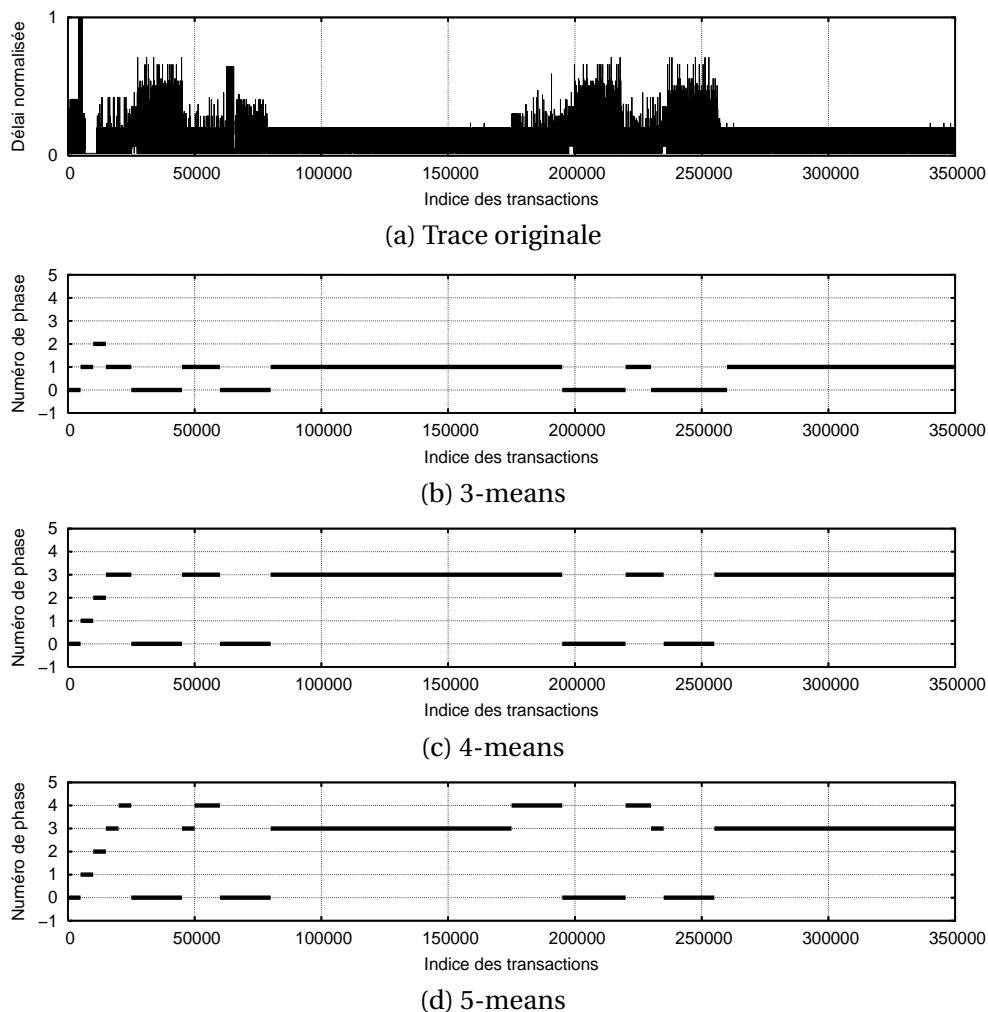 1
Délai normalisée
0
0 50000 100000 150000 200000 250000 300000 350000
Indice des transactions
(a) Trace originale
5
4
3
2
1
0
−1
Numéro de phase
0 50000 100000 150000 200000 250000 300000 350000
Indice des transactions
(b) 3-means
5
4
3
2
1
0
−1
Numéro de phase
0 50000 100000 150000 200000 250000 300000 350000
Indice des transactions
(c) 4-means
5
4
3
2
1
0
−1
Numéro de phase
0 50000 100000 150000 200000 250000 300000 350000
Indice des transactions
(d) 5-means